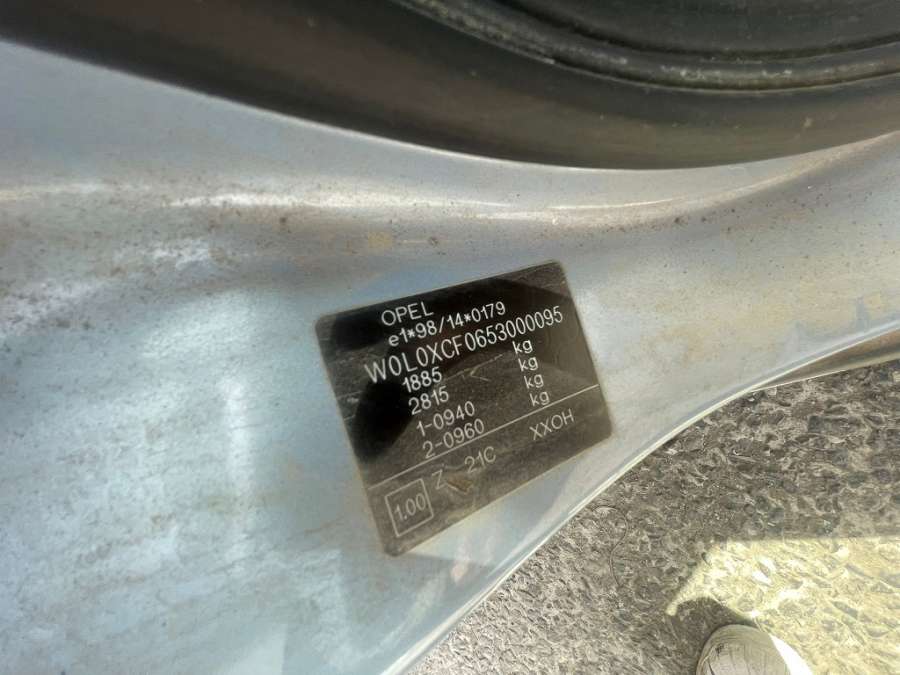 OPEL
e1*98/14*0179
W0L0XCF0653000095
1885 kg
2815 kg
1-0940 kg
2-0960 kg
1.00 Z 21C XXOH